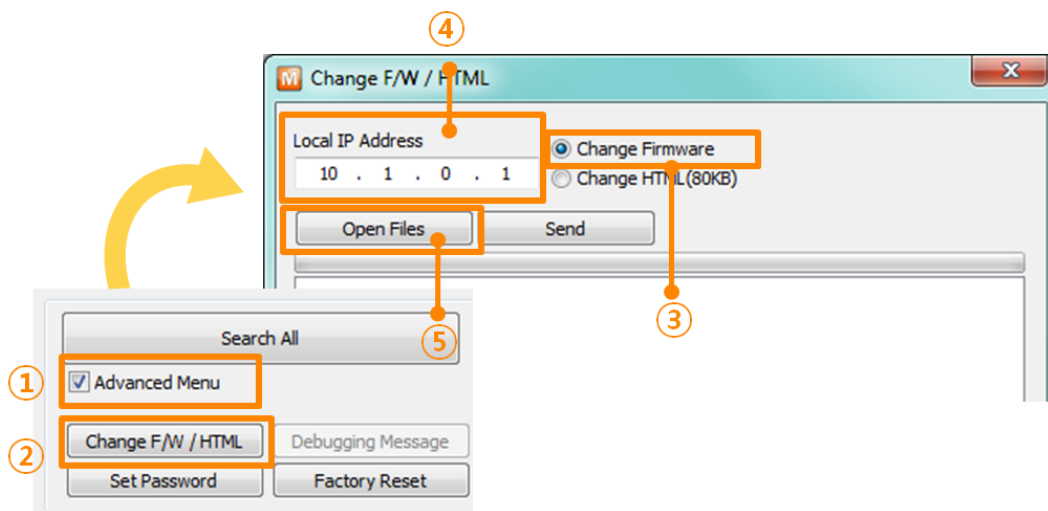 ④
M Change F/W / HTML
x
Local IP Address
10 . 1 . 0 . 1
Change Firmware
Change HTML(80KB)
Open Files
Send
③
⑤
Search All
①
Advanced Menu
②
Change F/W / HTML
Debugging Message
Set Password
Factory Reset